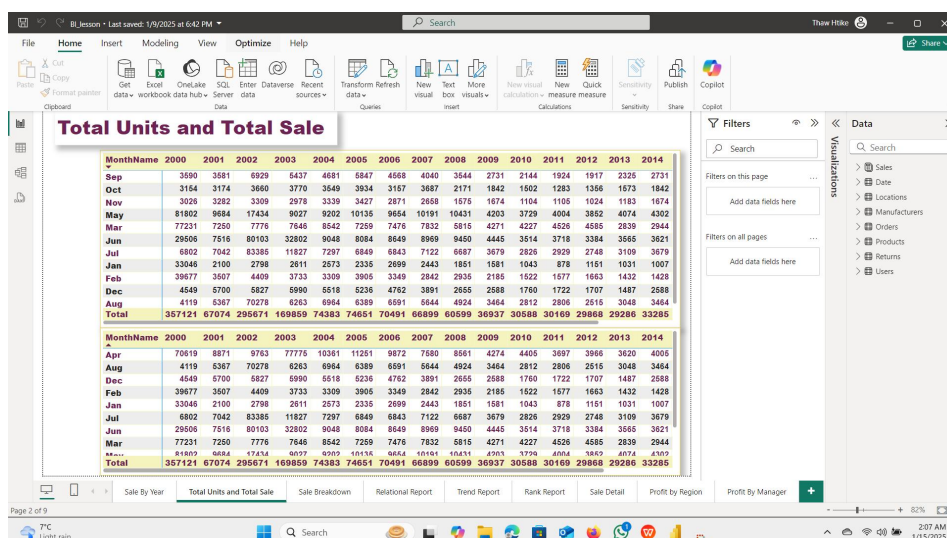 BI_lesson • Last saved: 1/9/2025 at 6:42 PM
Search
Thaw Htike
File Home Insert Modeling View Optimize Help
Share
Paste
Cut
Copy
Format painter
Clipboard
Get data
Excel workbook
OneLake data hub
SQL Server
Enter data
Dataverse
Recent sources
Data
Transform data
Refresh
Queries
New visual
Text box
More visuals
Insert
New visual calculation
New measure
Quick measure
Calculations
Sensitivity
Sensitivity
Publish
Share
Copilot
Copilot
Total Units and Total Sale
MonthName 2000 2001 2002 2003 2004 2005 2006 2007 2008 2009 2010 2011 2012 2013 2014
Sep 3590 3581 6929 5437 4681 5847 4568 4040 3544 2731 2144 1924 1917 2325 2731
Oct 3154 3174 3660 3770 3549 3934 3157 3687 2171 1842 1502 1283 1356 1573 1842
Nov 3026 3282 3309 2978 3339 3427 2871 2658 1575 1674 1104 1105 1024 1183 1674
May 81802 9684 17434 9027 9202 10135 9654 10191 10431 4203 3729 4004 3852 4074 4302
Mar 77231 7250 7776 7646 8542 7259 7476 7832 5815 4271 4227 4526 4585 2839 2944
Jun 29506 7516 80103 32802 9048 8084 8649 8969 9450 4445 3514 3718 3384 3565 3621
Jul 6802 7042 83385 11827 7297 6849 6843 7122 6687 3679 2826 2929 2748 3109 3679
Jan 33046 2100 2798 2611 2573 2335 2699 2443 1851 1581 1043 878 1151 1031 1007
Feb 39677 3507 4409 3733 3309 3905 3349 2842 2935 2185 1522 1577 1663 1432 1428
Dec 4549 5700 5827 5990 5518 5236 4762 3891 2655 2588 1760 1722 1707 1487 2588
Aug 4119 5367 70278 6263 6964 6389 6591 5644 4924 3464 2812 2806 2515 3048 3464
Total 357121 67074 295671 169859 74383 74651 70491 66899 60599 36937 30588 30169 29868 29286 33285
MonthName 2000 2001 2002 2003 2004 2005 2006 2007 2008 2009 2010 2011 2012 2013 2014
Apr 70619 8871 9763 77775 10361 11251 9872 7580 8561 4274 4405 3697 3966 3620 4005
Aug 4119 5367 70278 6263 6964 6389 6591 5644 4924 3464 2812 2806 2515 3048 3464
Dec 4549 5700 5827 5990 5518 5236 4762 3891 2655 2588 1760 1722 1707 1487 2588
Feb 39677 3507 4409 3733 3309 3905 3349 2842 2935 2185 1522 1577 1663 1432 1428
Jan 33046 2100 2798 2611 2573 2335 2699 2443 1851 1581 1043 878 1151 1031 1007
Jul 6802 7042 83385 11827 7297 6849 6843 7122 6687 3679 2826 2929 2748 3109 3679
Jun 29506 7516 80103 32802 9048 8084 8649 8969 9450 4445 3514 3718 3384 3565 3621
Mar 77231 7250 7776 7646 8542 7259 7476 7832 5815 4271 4227 4526 4585 2839 2944
May 81802 9684 17434 9027 9202 10135 9654 10191 10431 4203 3729 4004 3852 4074 4302
Total 357121 67074 295671 169859 74383 74651 70491 66899 60599 36937 30588 30169 29868 29286 33285
Filters
Search
Filters on this page ...
Add data fields here
Filters on all pages ...
Add data fields here
Visualizations
Data
Search
Sales
Date
Locations
Manufacturers
Orders
Products
Returns
Users
Sale By Year
Total Units and Total Sale
Sale Breakdown
Relational Report
Trend Report
Rank Report
Sale Detail
Profit by Region
Profit By Manager
Page 2 of 9
82%
7°C
Light rain
Search
2:07 AM
1/15/2025